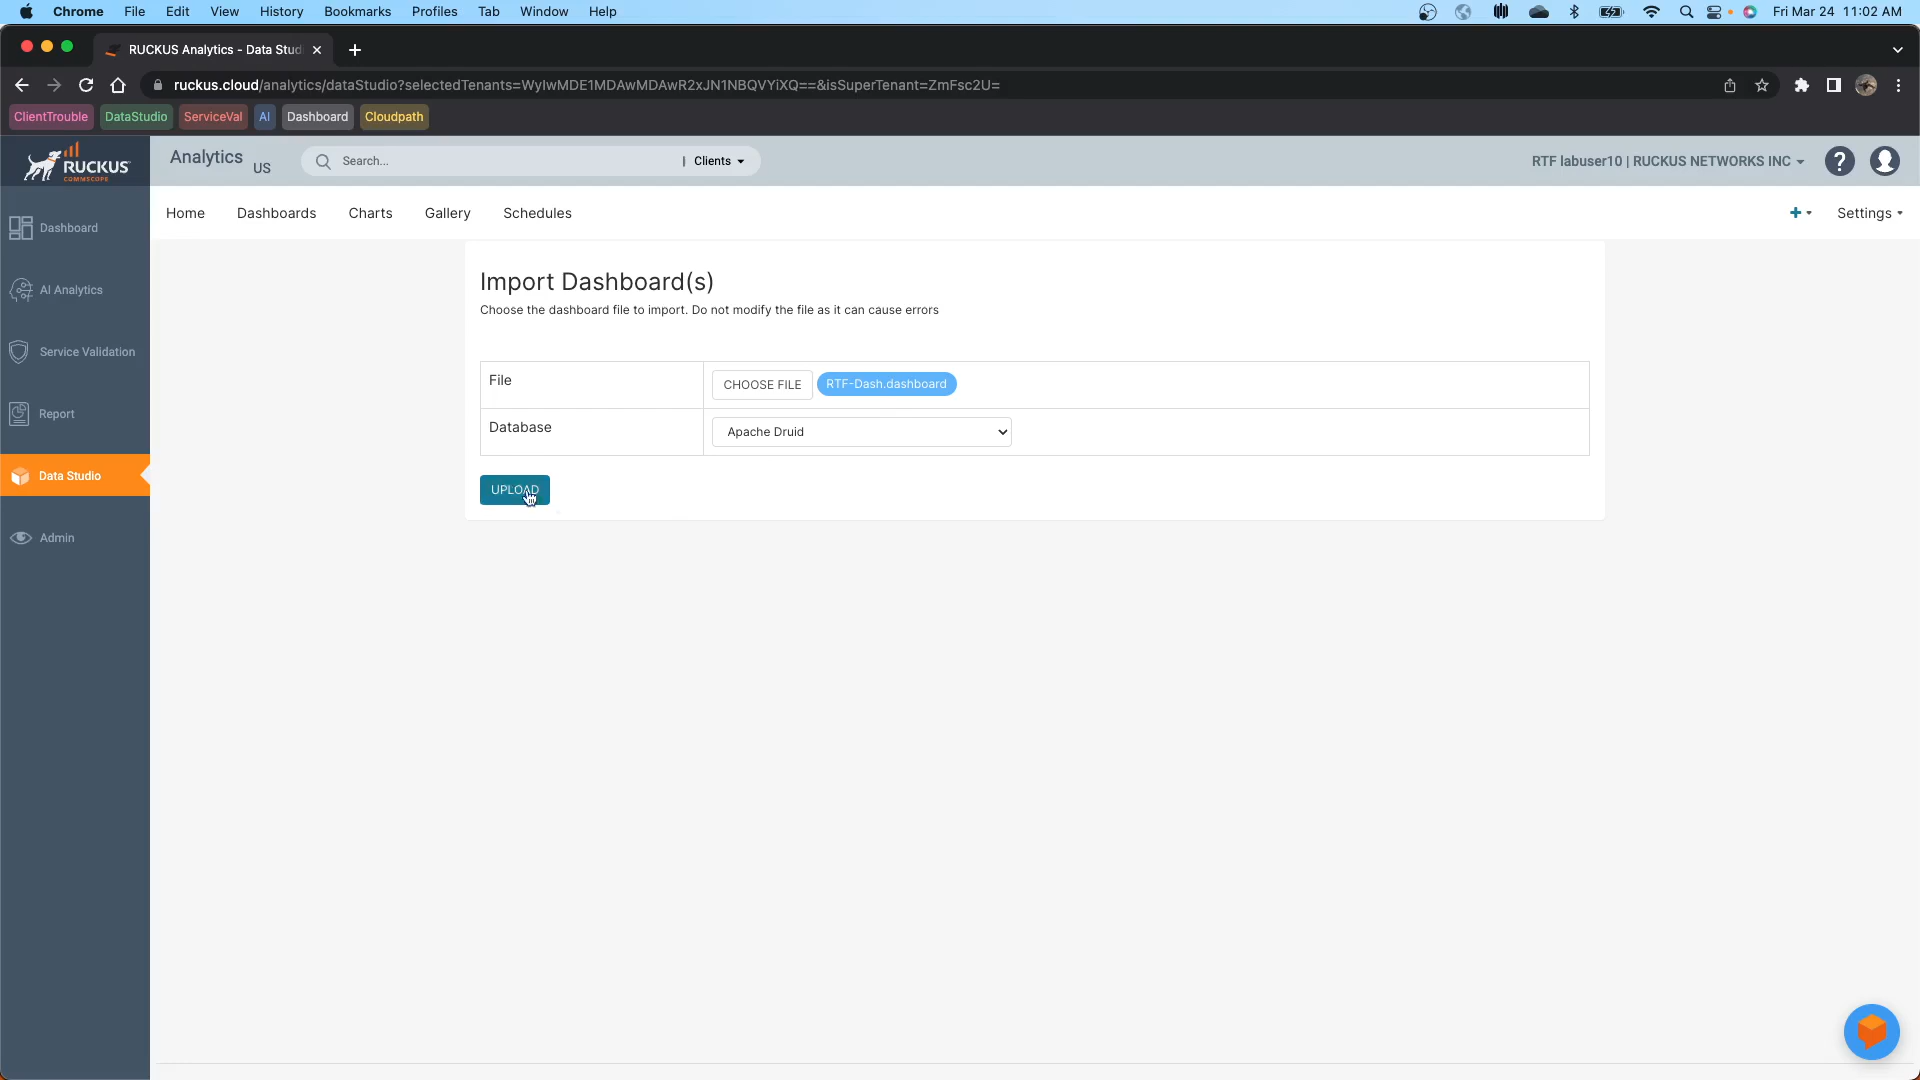 Chrome File Edit View History Bookmarks Profiles Tab Window Help Fri Mar 24 11:02 AM
RUCKUS Analytics - Data Studi
ruckus.cloud/analytics/dataStudio?selectedTenants=WyIwMDE1MDAwMDAwR2xJN1NBQVYiXQ==&isSuperTenant=ZmFsc2U=
ClientTrouble DataStudio ServiceVal AI Dashboard Cloudpath
RUCKUS
COMMSCOPE
Analytics US Search... | Clients RTF labuser10 | RUCKUS NETWORKS INC ?
Home Dashboards Charts Gallery Schedules + Settings
Dashboard
AI Analytics
Service Validation
Report
Data Studio
Admin
Import Dashboard(s)
Choose the dashboard file to import. Do not modify the file as it can cause errors
File CHOOSE FILE RTF-Dash.dashboard
Database Apache Druid
UPLOAD